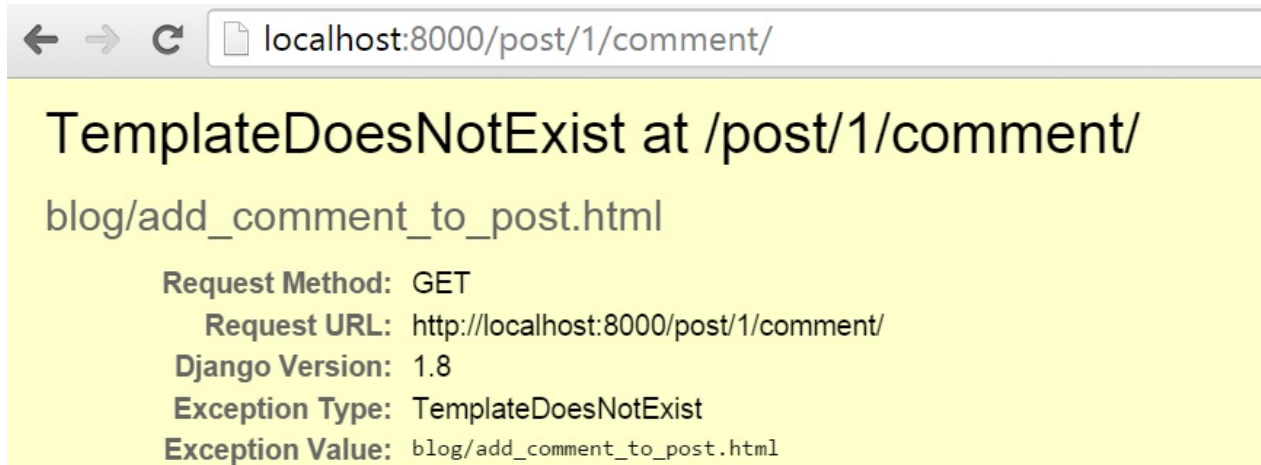 localhost:8000/post/1/comment/
TemplateDoesNotExist at /post/1/comment/
blog/add_comment_to_post.html
Request Method: GET
Request URL: http://localhost:8000/post/1/comment/
Django Version: 1.8
Exception Type: TemplateDoesNotExist
Exception Value: blog/add_comment_to_post.html